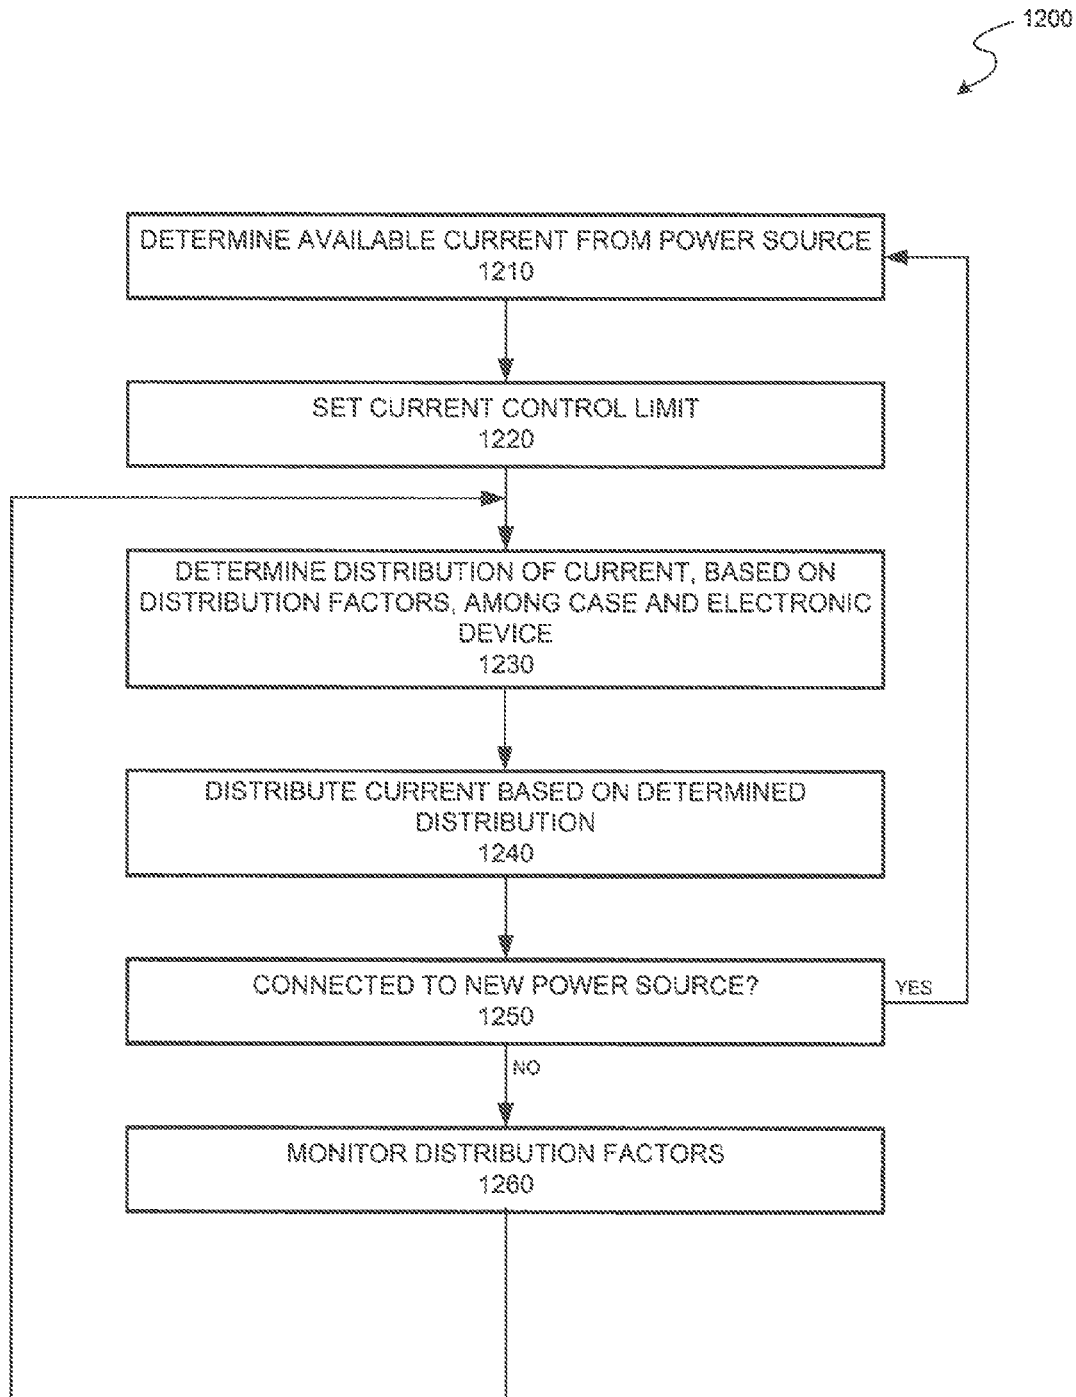 1200
DETERMINE AVAILABLE CURRENT FROM POWER SOURCE
1210
SET CURRENT CONTROL LIMIT
1220
DETERMINE DISTRIBUTION OF CURRENT, BASED ON
DISTRIBUTION FACTORS, AMONG CASE AND ELECTRONIC
DEVICE
1230
DISTRIBUTE CURRENT BASED ON DETERMINED
DISTRIBUTION
1240
CONNECTED TO NEW POWER SOURCE?
1250
YES
NO
MONITOR DISTRIBUTION FACTORS
1260